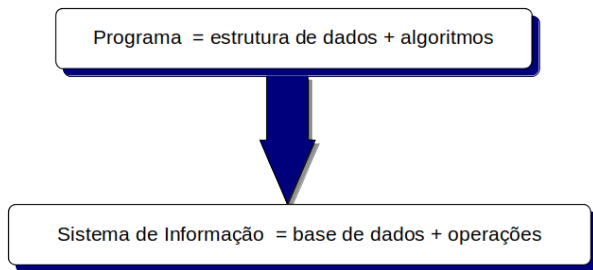 Programa = estrutura de dados + algoritmos
Sistema de Informação = base de dados + operações